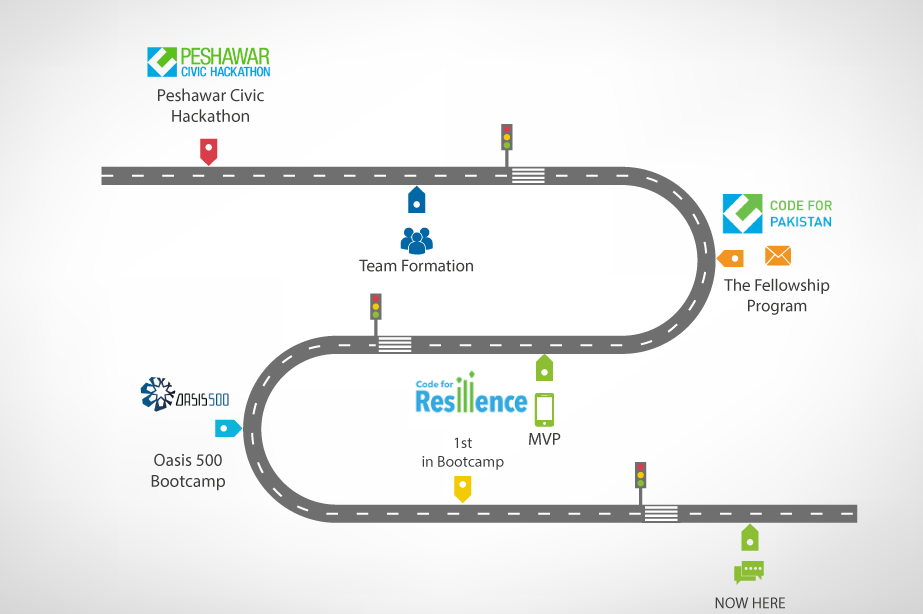 PESHAWAR
CIVIC HACKATHON
Peshawar Civic
Hackathon
Team Formation
CODE FOR
PAKISTAN
The Fellowship
Program
Code for
Resilience
MVP
OASIS500
Oasis 500
Bootcamp
1st
in Bootcamp
NOW HERE